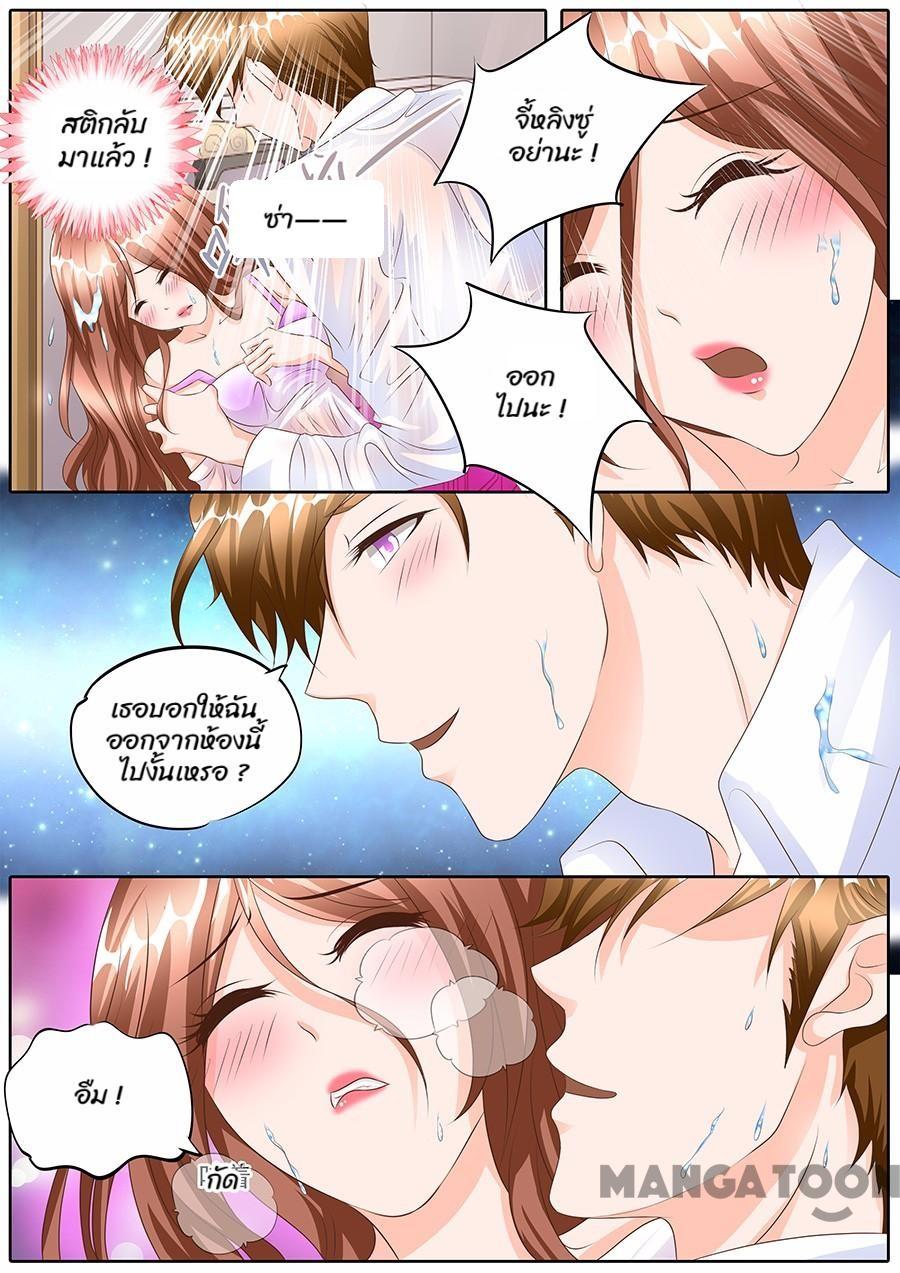 สติกลับ
มาแล้ว !
ซ่า——
จี้หลิงซู่
อย่านะ !
ออก
ไปนะ !
เธอบอกให้ฉัน
ออกจากห้องนี้
ไปงั้นเหรอ ?
อืม !
กัด
MANGATOON